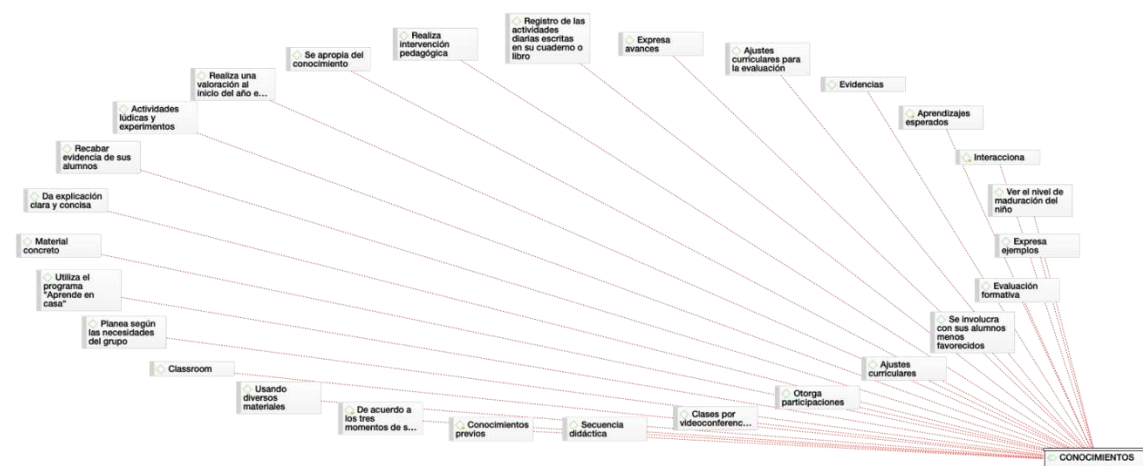 Registro de las
actividades
diarias escritas
en su cuaderno o
libro
Realiza
intervención
pedagógica
Expresa
avances
Ajustes
curriculares para
la evaluación
Se apropia del
conocimiento
Realiza una
valoración al
inicio del año e...
Evidencias
Actividades
lúdicas y
experimentos
Aprendizajes
esperados
Recabar
evidencia de sus
alumnos
Interacciona
Da explicación
clara y concisa
Ver el nivel de
maduración del
niño
Material
concreto
Expresa
ejemplos
Utiliza el
programa
"Aprende en
casa"
Evaluación
formativa
Planea según
las necesidades
del grupo
Se involucra
con sus alumnos
menos
favorecidos
Classroom
Ajustes
curriculares
Usando
diversos
materiales
Otorga
participaciones
De acuerdo a
los tres
momentos de s...
Conocimientos
previos
Secuencia
didáctica
Clases por
videoconferenc...
CONOCIMIENTOS